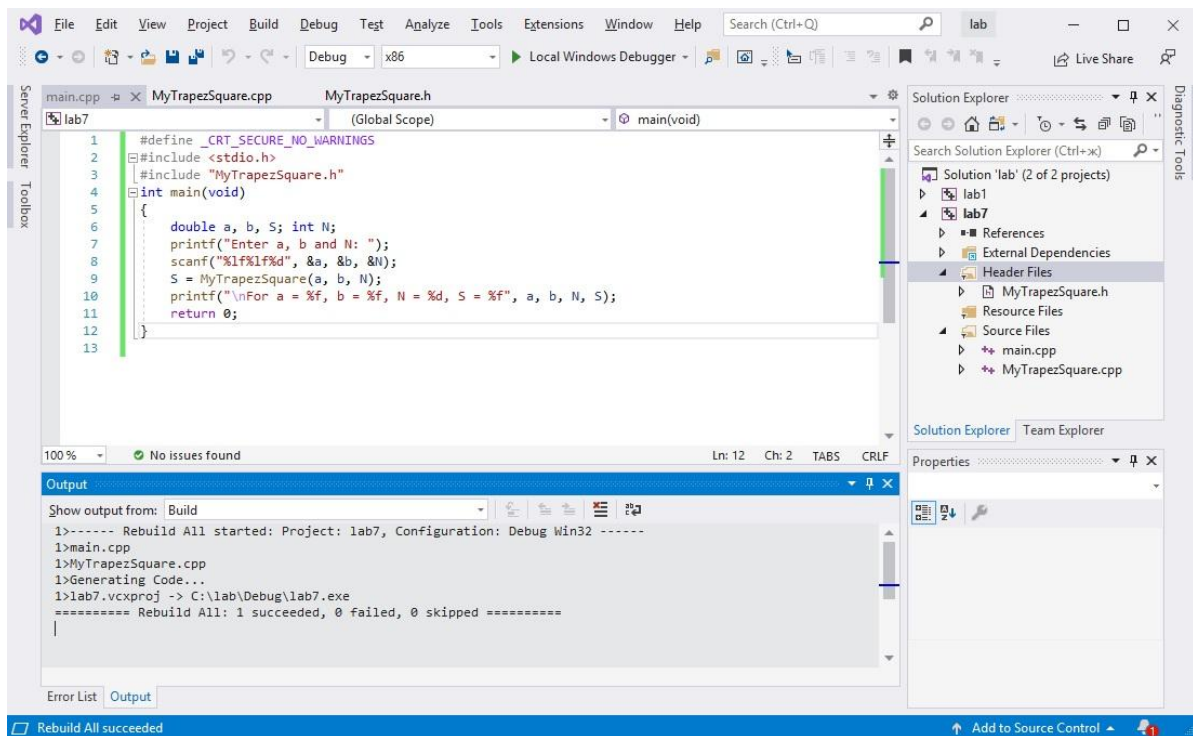 File Edit View Project Build Debug Test Analyze Tools Extensions Window Help Search (Ctrl+Q) lab
Debug x86 Local Windows Debugger Live Share
Server Explorer
Toolbox
main.cpp MyTrapezSquare.cpp MyTrapezSquare.h
lab7 (Global Scope) main(void)
1 #define _CRT_SECURE_NO_WARNINGS
2 #include <stdio.h>
3 #include "MyTrapezSquare.h"
4 int main(void)
5 {
6 double a, b, S; int N;
7 printf("Enter a, b and N: ");
8 scanf("%lf%lf%d", &a, &b, &N);
9 S = MyTrapezSquare(a, b, N);
10 printf("\nFor a = %f, b = %f, N = %d, S = %f", a, b, N, S);
11 return 0;
12 }
13
100 % No issues found Ln: 12 Ch: 2 TABS CRLF
Output
Show output from: Build
1>------ Rebuild All started: Project: lab7, Configuration: Debug Win32 ------
1>main.cpp
1>MyTrapezSquare.cpp
1>Generating Code...
1>lab7.vcxproj -> C:\lab\Debug\lab7.exe
========== Rebuild All: 1 succeeded, 0 failed, 0 skipped ==========
Error List Output
Solution Explorer
Search Solution Explorer (Ctrl+ж)
Solution 'lab' (2 of 2 projects)
lab1
lab7
References
External Dependencies
Header Files
MyTrapezSquare.h
Resource Files
Source Files
main.cpp
MyTrapezSquare.cpp
Solution Explorer Team Explorer
Properties
Diagnostic Tools
Rebuild All succeeded Add to Source Control 1